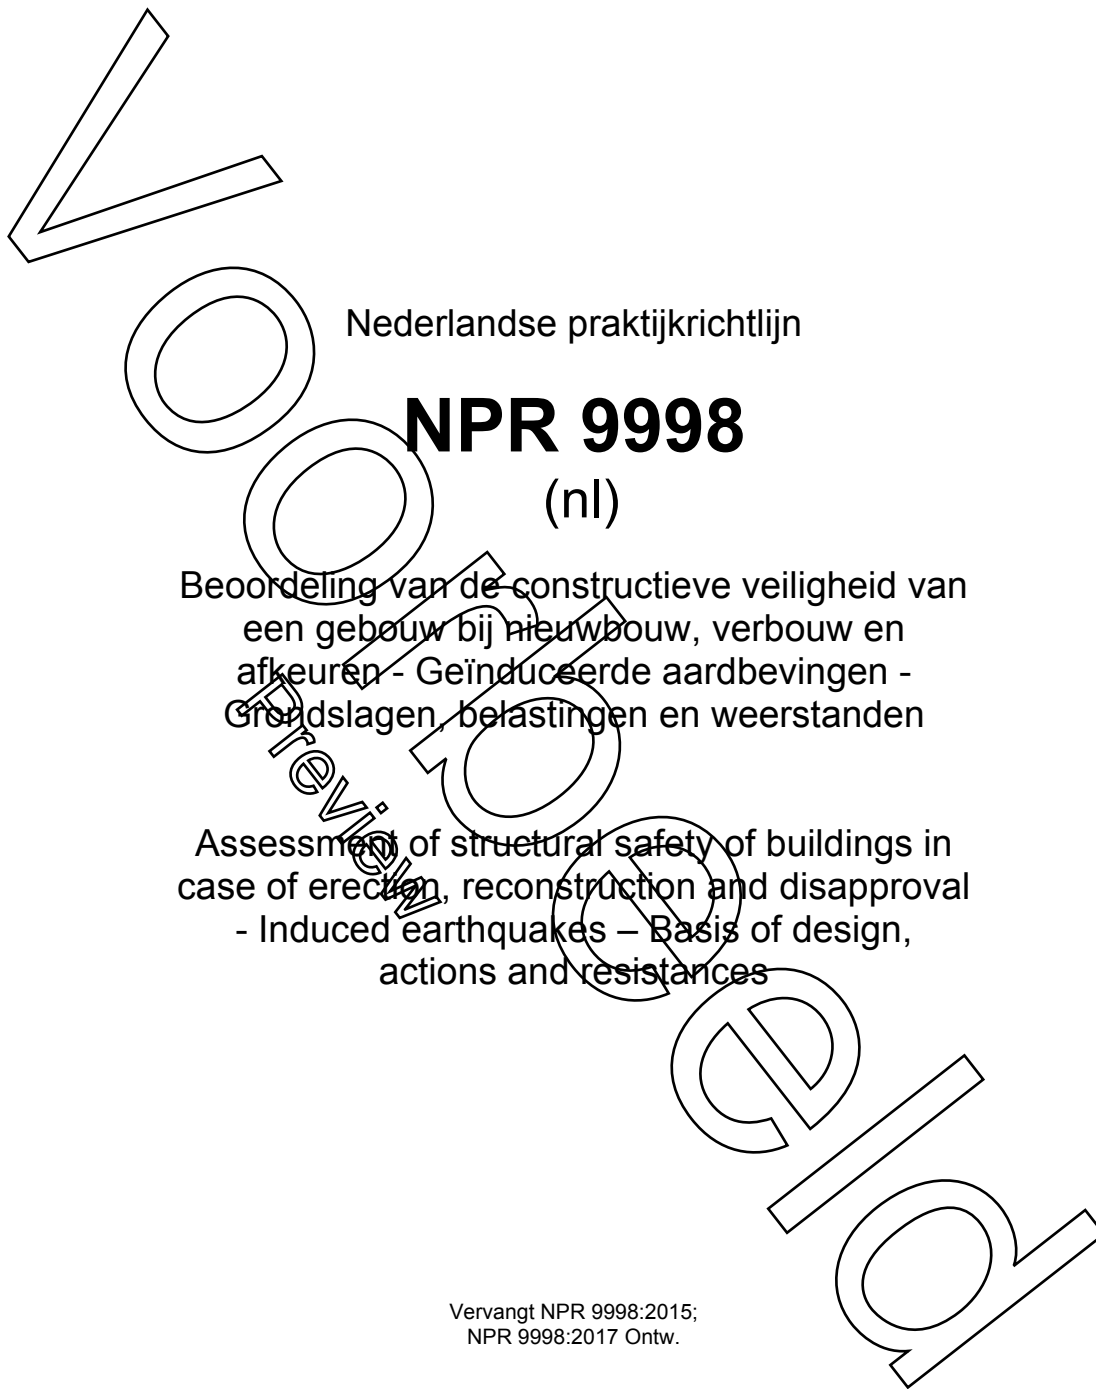 Nederlandse praktijkrichtlijn
NPR 9998
(nl)
Beoordeling van de constructieve veiligheid van
een gebouw bij nieuwbouw, verbouw en
afkeuren - Geïnduceerde aardbevingen -
Grondslagen, belastingen en weerstanden
Assessment of structural safety of buildings in
case of erection, reconstruction and disapproval
- Induced earthquakes – Basis of design,
actions and resistances
Vervangt NPR 9998:2015;
NPR 9998:2017 Ontw.
Voorbeeld
Preview